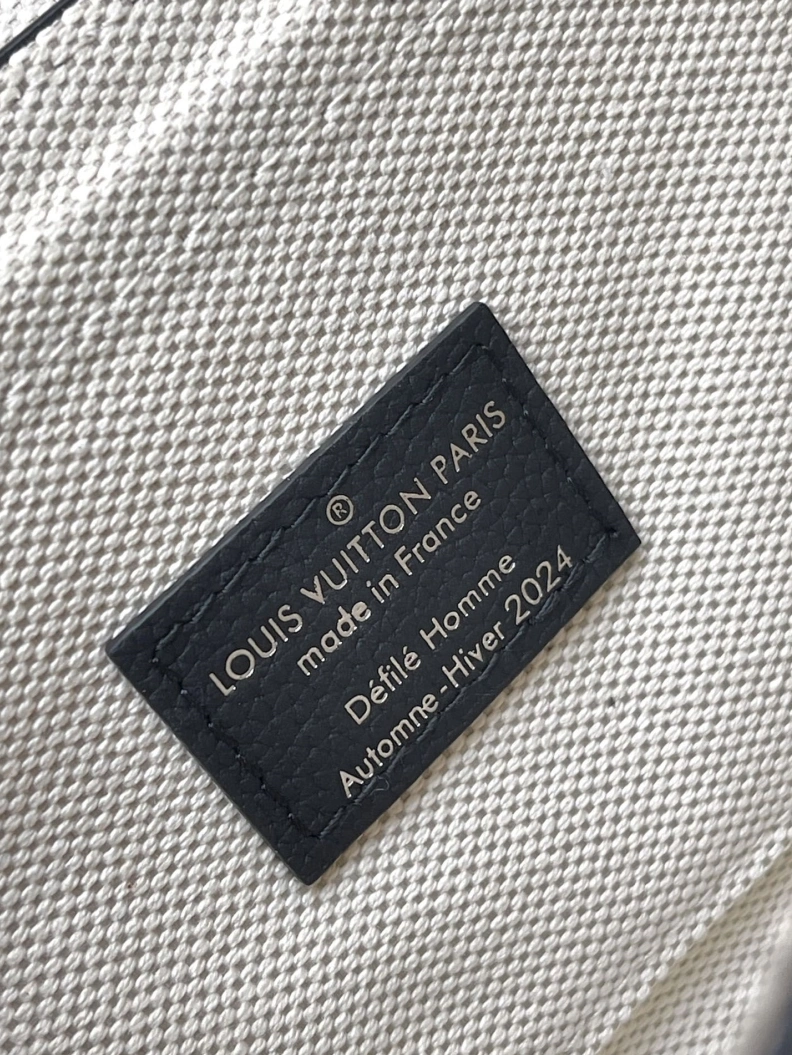 ®
LOUIS VUITTON PARIS
made in France
Défilé Homme
Automne-Hiver 2024